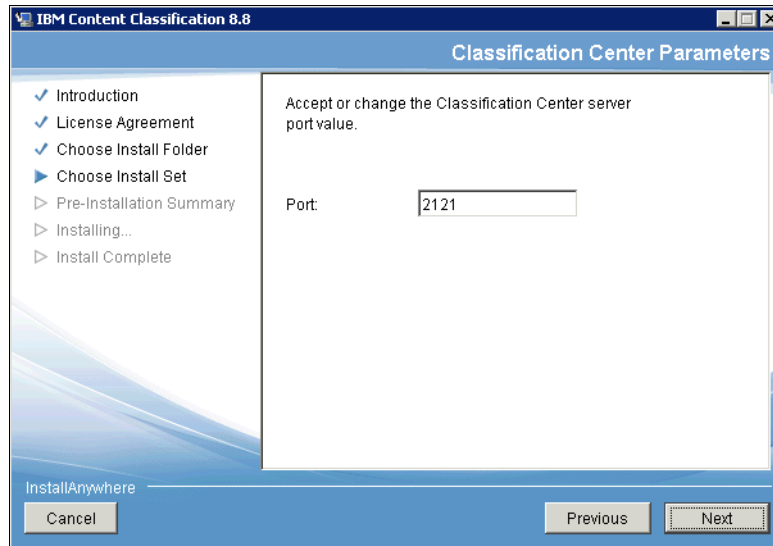 IBM Content Classification 8.8
Classification Center Parameters
Introduction
License Agreement
Choose Install Folder
Choose Install Set
Pre-Installation Summary
Installing...
Install Complete
Accept or change the Classification Center server
port value.
Port:
2121
InstallAnywhere
Cancel
Previous
Next